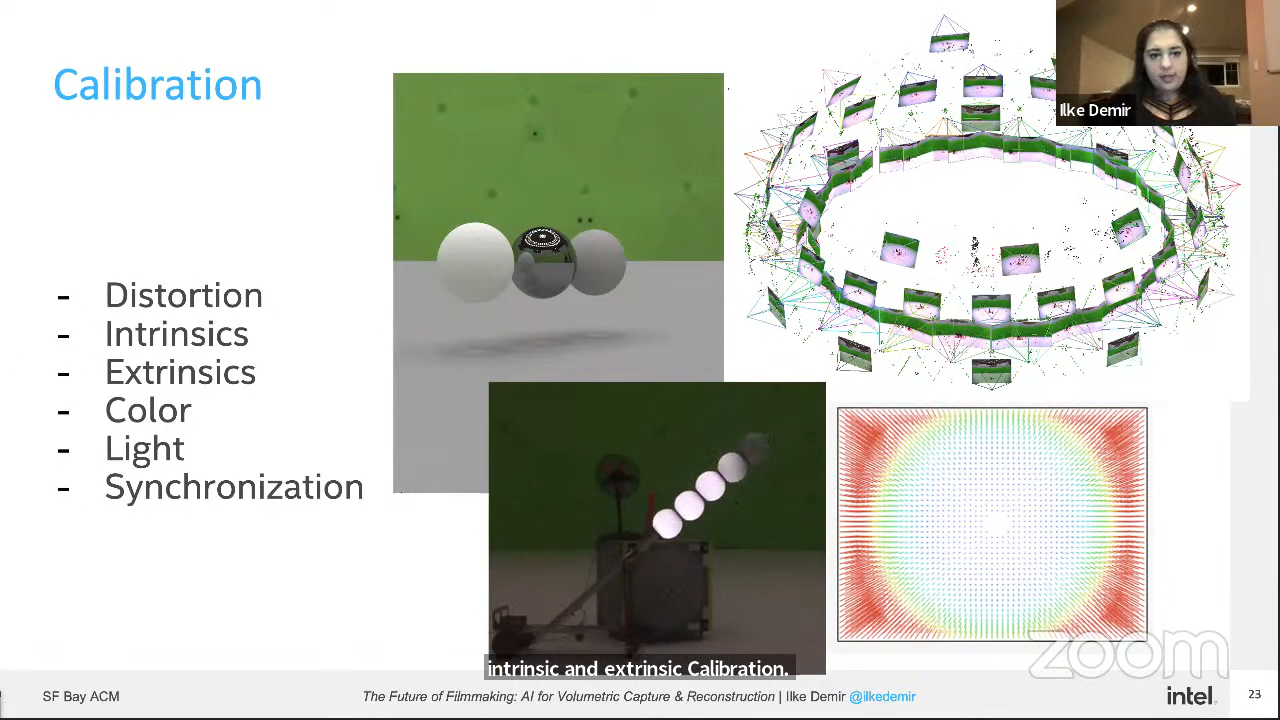 Calibration
Ilke Demir
- Distortion
- Intrinsics
- Extrinsics
- Color
- Light
- Synchronization
intrinsic and extrinsic Calibration.
zoom
SF Bay ACM
The Future of Filmmaking: AI for Volumetric Capture & Reconstruction | Ilke Demir @ilkedemir
intel.
23